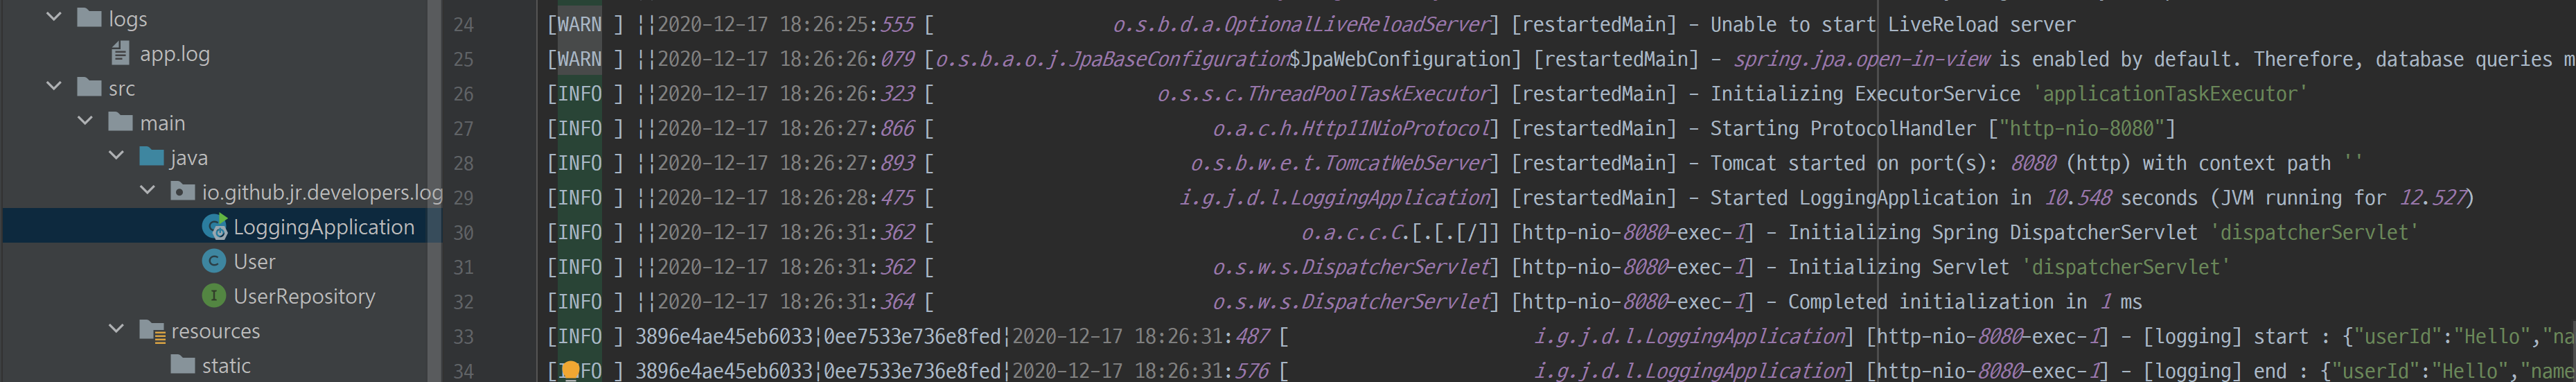 logs
app.log
src
main
java
io.github.jr.developers.log
LoggingApplication
User
UserRepository
resources
static
24 [WARN ] ¦¦2020-12-17 18:26:25:555 [ o.s.b.d.a.OptionalLiveReloadServer] [restartedMain] - Unable to start LiveReload server
25 [WARN ] ¦¦2020-12-17 18:26:26:079 [o.s.b.a.o.j.JpaBaseConfiguration$JpaWebConfiguration] [restartedMain] - spring.jpa.open-in-view is enabled by default. Therefore, database queries m
26 [INFO ] ¦¦2020-12-17 18:26:26:323 [ o.s.s.c.ThreadPoolTaskExecutor] [restartedMain] - Initializing ExecutorService 'applicationTaskExecutor'
27 [INFO ] ¦¦2020-12-17 18:26:27:866 [ o.a.c.h.Http11NioProtocol] [restartedMain] - Starting ProtocolHandler ["http-nio-8080"]
28 [INFO ] ¦¦2020-12-17 18:26:27:893 [ o.s.b.w.e.t.TomcatWebServer] [restartedMain] - Tomcat started on port(s): 8080 (http) with context path ''
29 [INFO ] ¦¦2020-12-17 18:26:28:475 [ i.g.j.d.l.LoggingApplication] [restartedMain] - Started LoggingApplication in 10.548 seconds (JVM running for 12.527)
30 [INFO ] ¦¦2020-12-17 18:26:31:362 [ o.a.c.c.C.[.[.[/]] [http-nio-8080-exec-1] - Initializing Spring DispatcherServlet 'dispatcherServlet'
31 [INFO ] ¦¦2020-12-17 18:26:31:362 [ o.s.w.s.DispatcherServlet] [http-nio-8080-exec-1] - Initializing Servlet 'dispatcherServlet'
32 [INFO ] ¦¦2020-12-17 18:26:31:364 [ o.s.w.s.DispatcherServlet] [http-nio-8080-exec-1] - Completed initialization in 1 ms
33 [INFO ] 3896e4ae45eb6033¦0ee7533e736e8fed¦2020-12-17 18:26:31:487 [ i.g.j.d.l.LoggingApplication] [http-nio-8080-exec-1] - [logging] start : {"userId":"Hello","na
34 [INFO ] 3896e4ae45eb6033¦0ee7533e736e8fed¦2020-12-17 18:26:31:576 [ i.g.j.d.l.LoggingApplication] [http-nio-8080-exec-1] - [logging] end : {"userId":"Hello","name